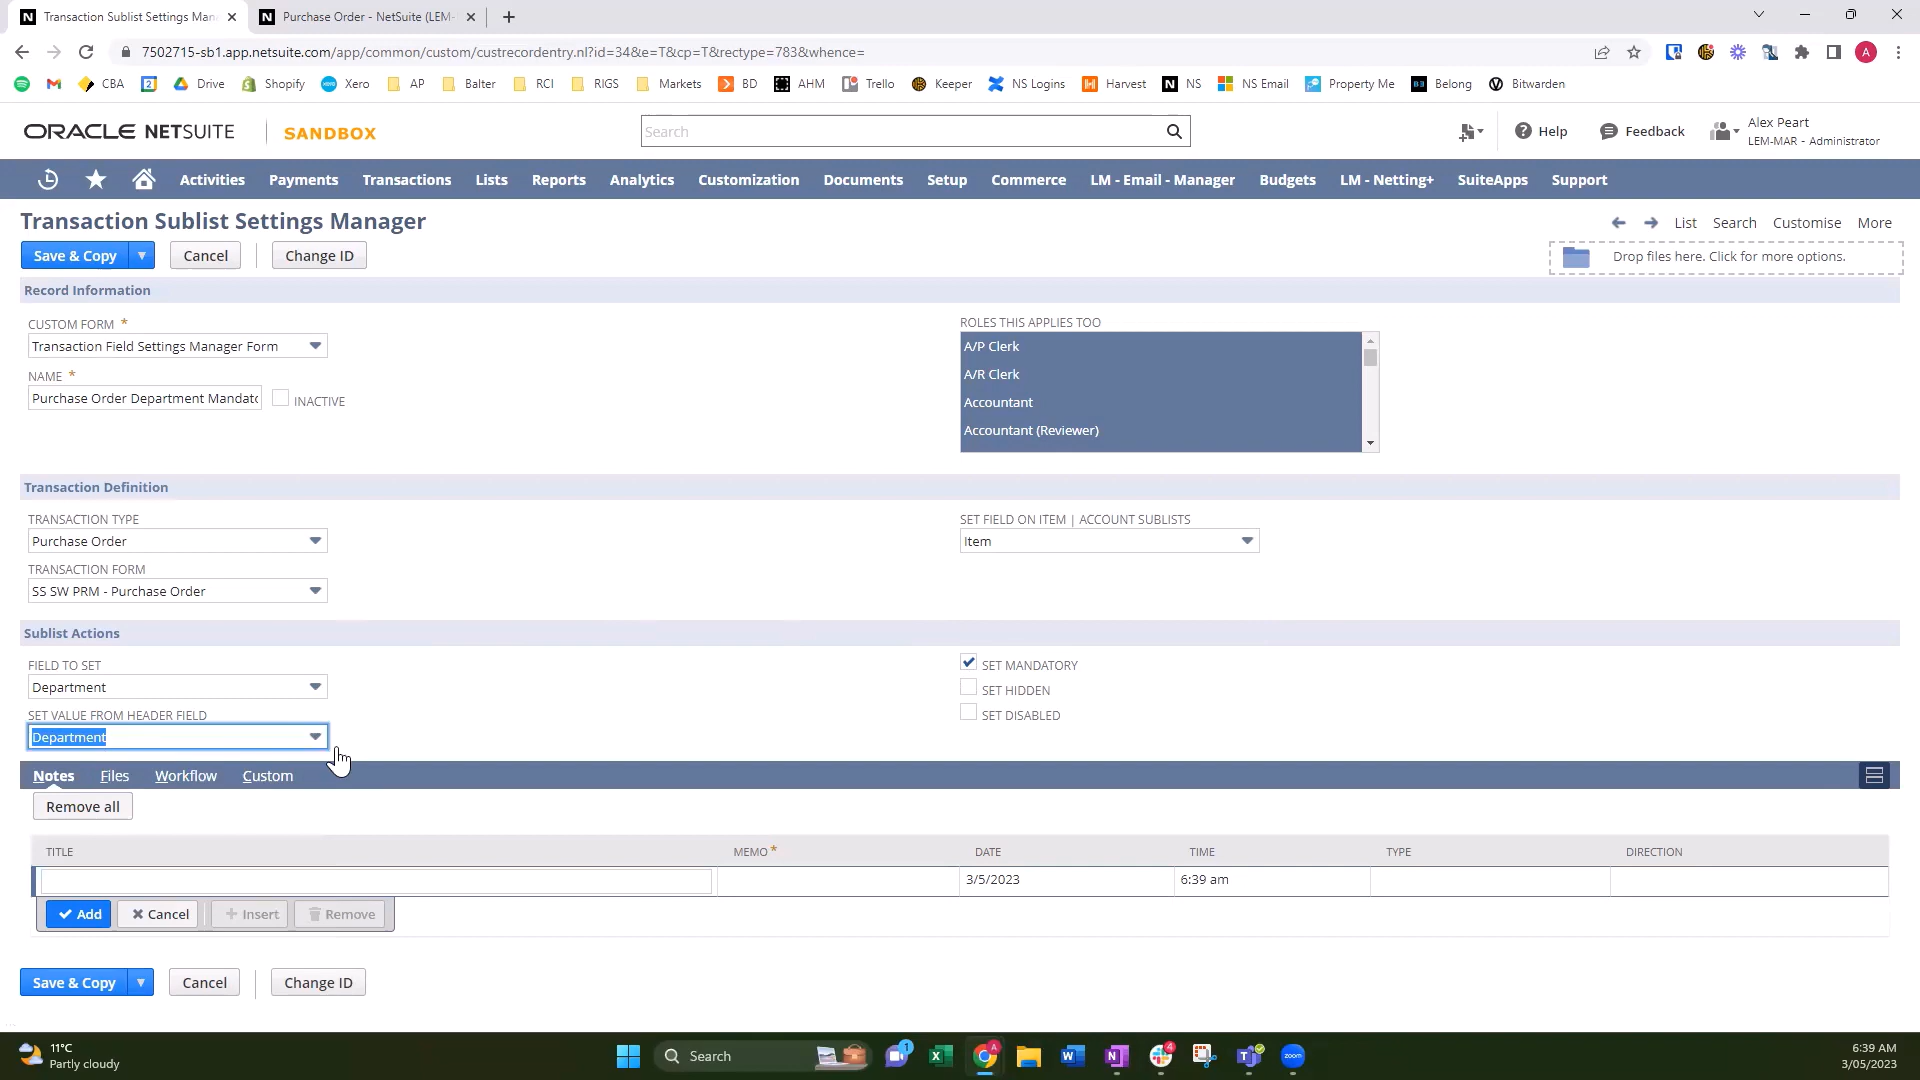 Transaction Sublist Settings Man
Purchase Order - NetSuite (LEM-
7502715-sb1.app.netsuite.com/app/common/custom/custrecordentry.nl?id=34&e=T&cp=T&rectype=783&whence=
A
CBA
Drive
Shopify
Xero
AP
Balter
RCI
RIGS
Markets
BD
AHM
Trello
Keeper
NS Logins
Harvest
NS
NS Email
Property Me
Belong
Bitwarden
ORACLE NETSUITE
SANDBOX
Search
Help
Feedback
Alex Peart
LEM-MAR - Administrator
Activities
Payments
Transactions
Lists
Reports
Analytics
Customization
Documents
Setup
Commerce
LM - Email - Manager
Budgets
LM - Netting+
SuiteApps
Support
Transaction Sublist Settings Manager
List
Search
Customise
More
Save & Copy
Cancel
Change ID
Drop files here. Click for more options.
Record Information
CUSTOM FORM *
Transaction Field Settings Manager Form
NAME *
Purchase Order Department Mandato
INACTIVE
ROLES THIS APPLIES TOO
A/P Clerk
A/R Clerk
Accountant
Accountant (Reviewer)
Transaction Definition
TRANSACTION TYPE
Purchase Order
TRANSACTION FORM
SS SW PRM - Purchase Order
SET FIELD ON ITEM | ACCOUNT SUBLISTS
Item
Sublist Actions
FIELD TO SET
Department
SET VALUE FROM HEADER FIELD
Department
SET MANDATORY
SET HIDDEN
SET DISABLED
Notes
Files
Workflow
Custom
Remove all
TITLE
MEMO *
DATE
TIME
TYPE
DIRECTION
3/5/2023
6:39 am
Add
Cancel
Insert
Remove
Save & Copy
Cancel
Change ID
11°C
Partly cloudy
Search
1
A
4
zoom
6:39 AM
3/05/2023